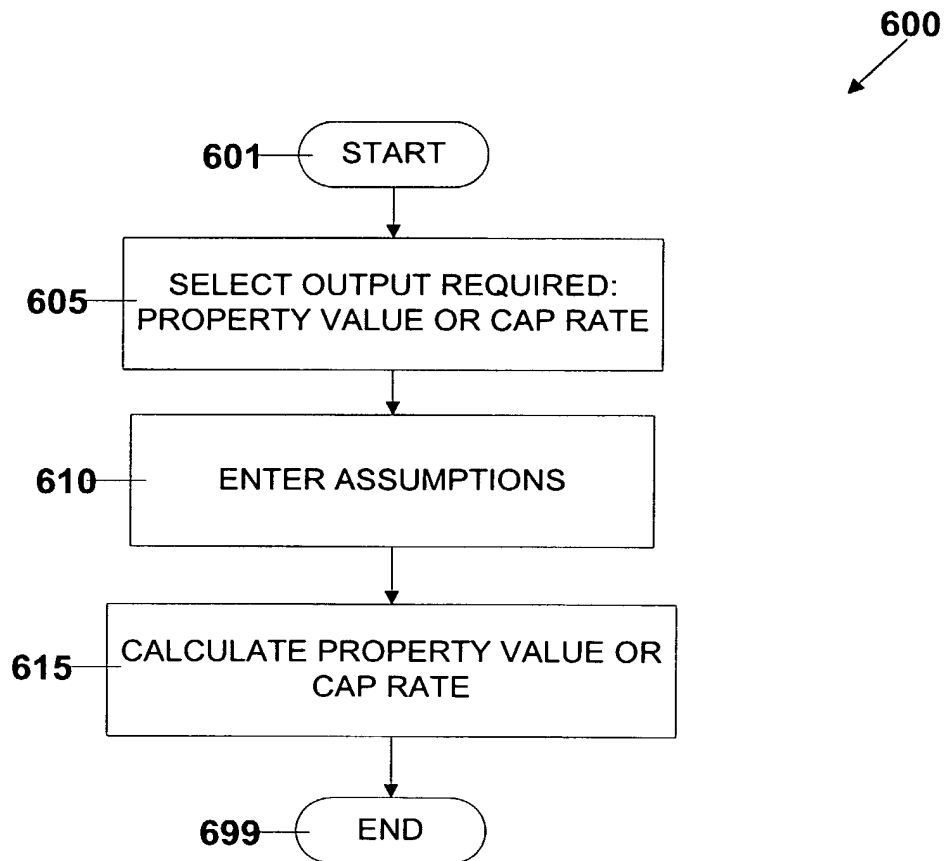 600
601 START
605 SELECT OUTPUT REQUIRED:
PROPERTY VALUE OR CAP RATE
610 ENTER ASSUMPTIONS
615 CALCULATE PROPERTY VALUE OR
CAP RATE
699 END